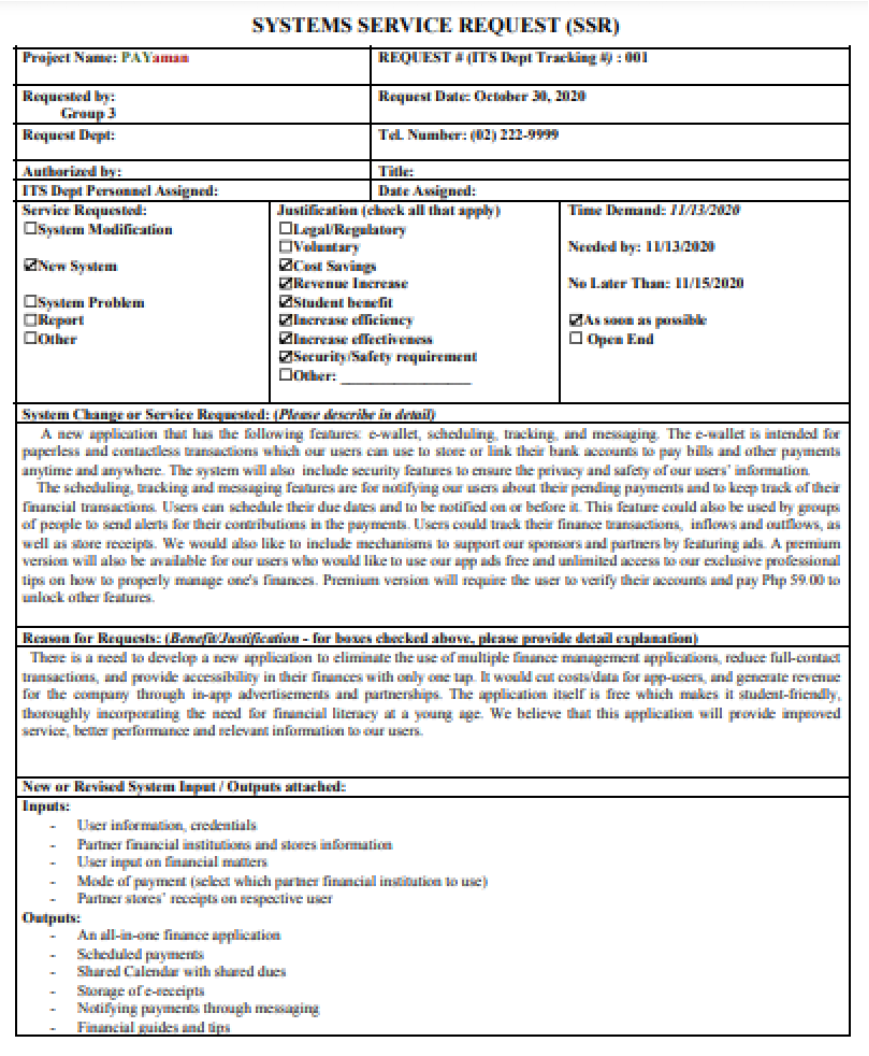 SYSTEMS SERVICE REQUEST (SSR)
Project Name: PAYaman
REQUEST # (ITS Dept Tracking #) : 001
Requested by:
Group 3
Request Date: October 30, 2020
Request Dept:
Tel. Number: (02) 222-9999
Authorized by:
Title:
ITS Dept Personnel Assigned:
Date Assigned:
Service Requested:
☐System Modification
☑New System
☐System Problem
☐Report
☐Other
Justification (check all that apply)
☐Legal/Regulatory
☐Voluntary
☑Cost Savings
☑Revenue Increase
☑Student benefit
☑Increase efficiency
☑Increase effectiveness
☑Security/Safety requirement
☐Other: ___________________
Time Demand: 11/13/2020
Needed by: 11/13/2020
No Later Than: 11/15/2020
☑As soon as possible
☐ Open End
System Change or Service Requested: (Please describe in detail)
A new application that has the following features: e-wallet, scheduling, tracking, and messaging. The e-wallet is intended for
paperless and contactless transactions which our users can use to store or link their bank accounts to pay bills and other payments
anytime and anywhere. The system will also include security features to ensure the privacy and safety of our users' information.
The scheduling, tracking and messaging features are for notifying our users about their pending payments and to keep track of their
financial transactions. Users can schedule their due dates and to be notified on or before it. This feature could also be used by groups
of people to send alerts for their contributions in the payments. Users could track their finance transactions, inflows and outflows, as
well as store receipts. We would also like to include mechanisms to support our sponsors and partners by featuring ads. A premium
version will also be available for our users who would like to use our app ads free and unlimited access to our exclusive professional
tips on how to properly manage one's finances. Premium version will require the user to verify their accounts and pay Php 59.00 to
unlock other features.
Reason for Requests: (Benefit/Justification - for boxes checked above, please provide detail explanation)
There is a need to develop a new application to eliminate the use of multiple finance management applications, reduce full-contact
transactions, and provide accessibility in their finances with only one tap. It would cut costs/data for app-users, and generate revenue
for the company through in-app advertisements and partnerships. The application itself is free which makes it student-friendly,
thoroughly incorporating the need for financial literacy at a young age. We believe that this application will provide improved
service, better performance and relevant information to our users.
New or Revised System Input / Outputs attached:
Inputs:
- User information, credentials
- Partner financial institutions and stores information
- User input on financial matters
- Mode of payment (select which partner financial institution to use)
- Partner stores' receipts on respective user
Outputs:
- An all-in-one finance application
- Scheduled payments
- Shared Calendar with shared dues
- Storage of e-receipts
- Notifying payments through messaging
- Financial guides and tips